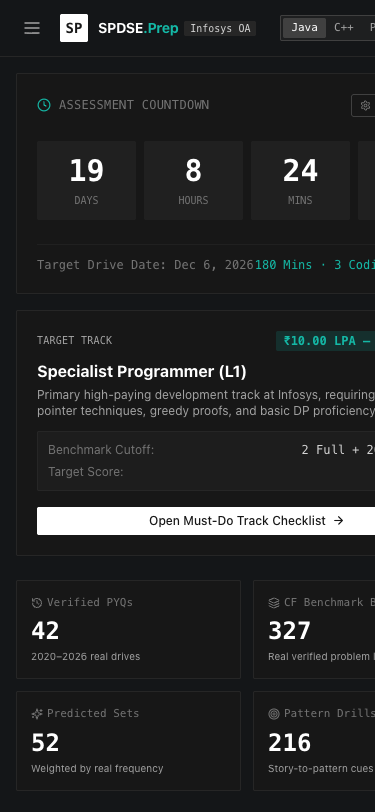 SP SPDSE.Prep Infosys OA Java C++
ASSESSMENT COUNTDOWN
19 8 24
DAYS HOURS MINS
Target Drive Date: Dec 6, 2026 180 Mins · 3
TARGET TRACK ₹10.00 LPA –
Specialist Programmer (L1)
Primary high-paying development track at Infosys, requiring
pointer techniques, greedy proofs, and basic DP proficiency
Benchmark Cutoff: 2 Full +
Target Score:
Open Must-Do Track Checklist →
Verified PYQs CF Benchmark
42 327
2020–2026 real drives Real verified problem
Predicted Sets Pattern Drills
52 216
Weighted by real frequency Story-to-pattern cues